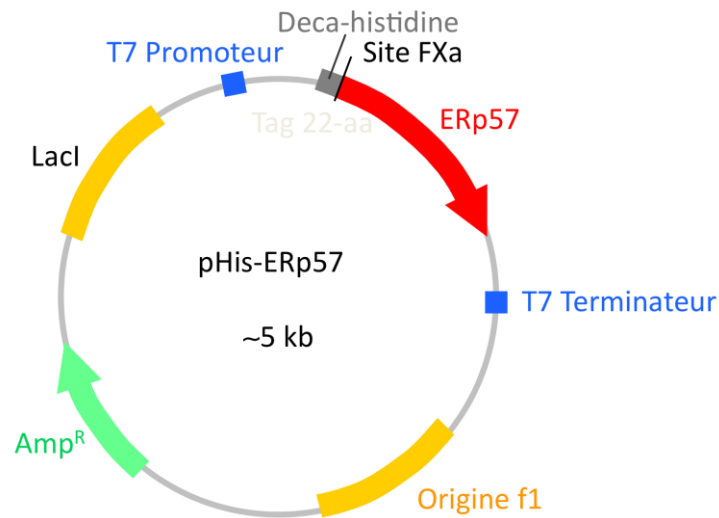 Deca-histidine
T7 Promoteur
Site FXa
Tag 22-aa
ERp57
LacI
pHis-ERp57
~5 kb
T7 Terminateur
Amp^R
Origine f1